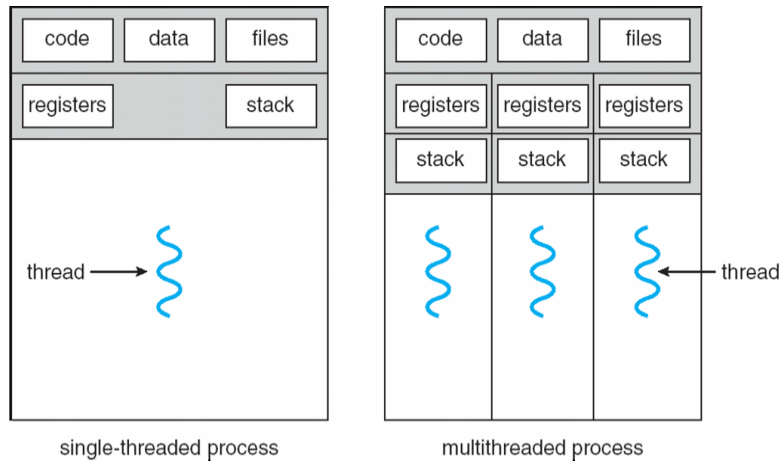 code data files code data files
registers stack registers registers registers
stack stack stack
thread thread
single-threaded process multithreaded process